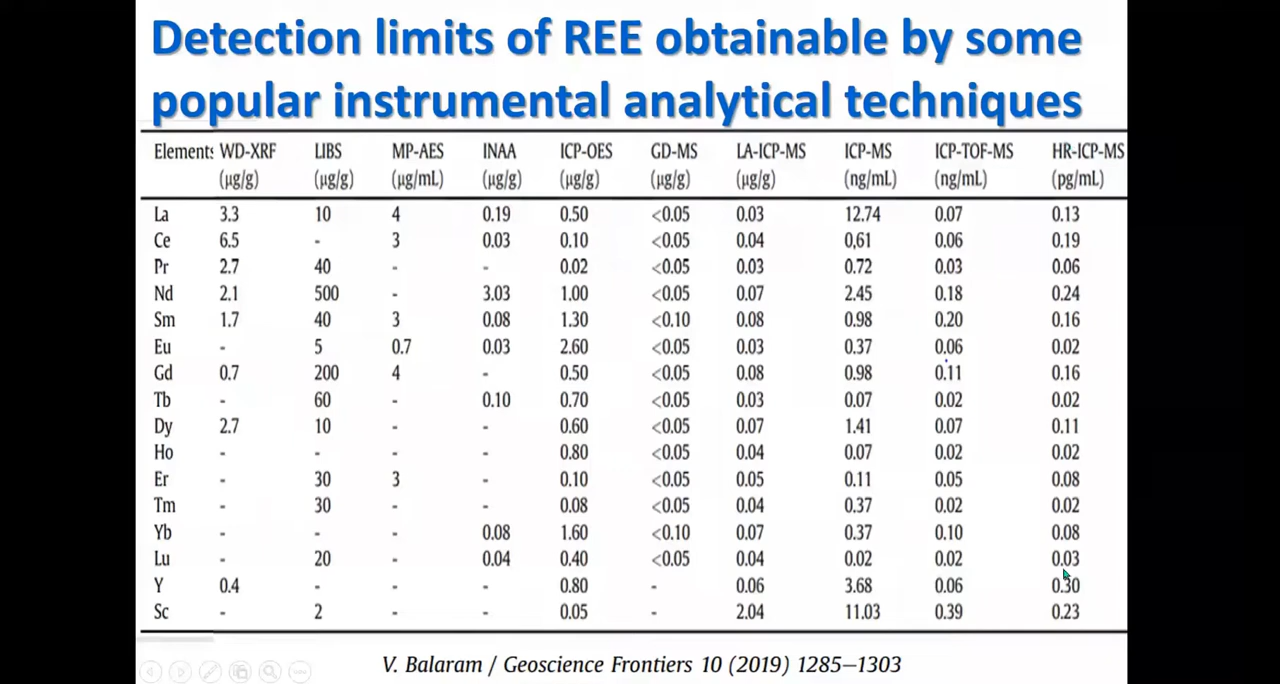 Detection limits of REE obtainable by some
popular instrumental analytical techniques
Elements WD-XRF LIBS MP-AES INAA ICP-OES GD-MS LA-ICP-MS ICP-MS ICP-TOF-MS HR-ICP-MS
(µg/g) (µg/g) (µg/mL) (µg/g) (µg/g) (µg/g) (µg/g) (ng/mL) (ng/mL) (pg/mL)
La 3.3 10 4 0.19 0.50 <0.05 0.03 12.74 0.07 0.13
Ce 6.5 - 3 0.03 0.10 <0.05 0.04 0,61 0.06 0.19
Pr 2.7 40 - - 0.02 <0.05 0.03 0.72 0.03 0.06
Nd 2.1 500 - 3.03 1.00 <0.05 0.07 2.45 0.18 0.24
Sm 1.7 40 3 0.08 1.30 <0.10 0.08 0.98 0.20 0.16
Eu - 5 0.7 0.03 2.60 <0.05 0.03 0.37 0.06 0.02
Gd 0.7 200 4 - 0.50 <0.05 0.08 0.98 0.11 0.16
Tb - 60 - 0.10 0.70 <0.05 0.03 0.07 0.02 0.02
Dy 2.7 10 - - 0.60 <0.05 0.07 1.41 0.07 0.11
Ho - - - - 0.80 <0.05 0.04 0.07 0.02 0.02
Er - 30 3 - 0.10 <0.05 0.05 0.11 0.05 0.08
Tm - 30 - - 0.08 <0.05 0.04 0.37 0.02 0.02
Yb - - - 0.08 1.60 <0.10 0.07 0.37 0.10 0.08
Lu - 20 - 0.04 0.40 <0.05 0.04 0.02 0.02 0.03
Y 0.4 - - - 0.80 - 0.06 3.68 0.06 0.30
Sc - 2 - - 0.05 - 2.04 11.03 0.39 0.23
V. Balaram / Geoscience Frontiers 10 (2019) 1285–1303